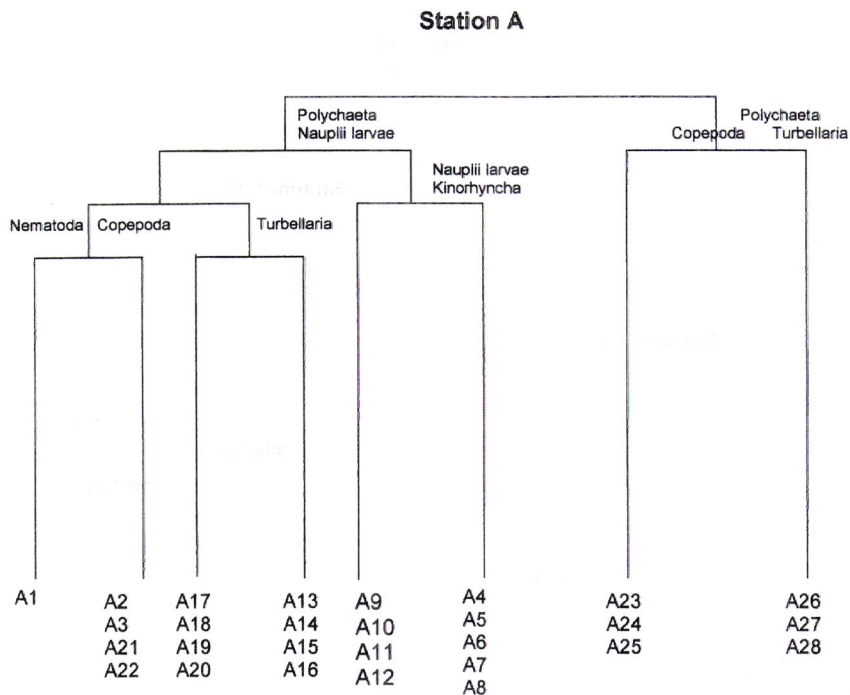 Station A
Polychaeta
Nauplii larvae
Polychaeta
Copepoda Turbellaria
Nauplii larvae
Kinorhyncha
Nematoda Copepoda Turbellaria
A1
A2
A3
A21
A22
A17
A18
A19
A20
A13
A14
A15
A16
A9
A10
A11
A12
A4
A5
A6
A7
A8
A23
A24
A25
A26
A27
A28